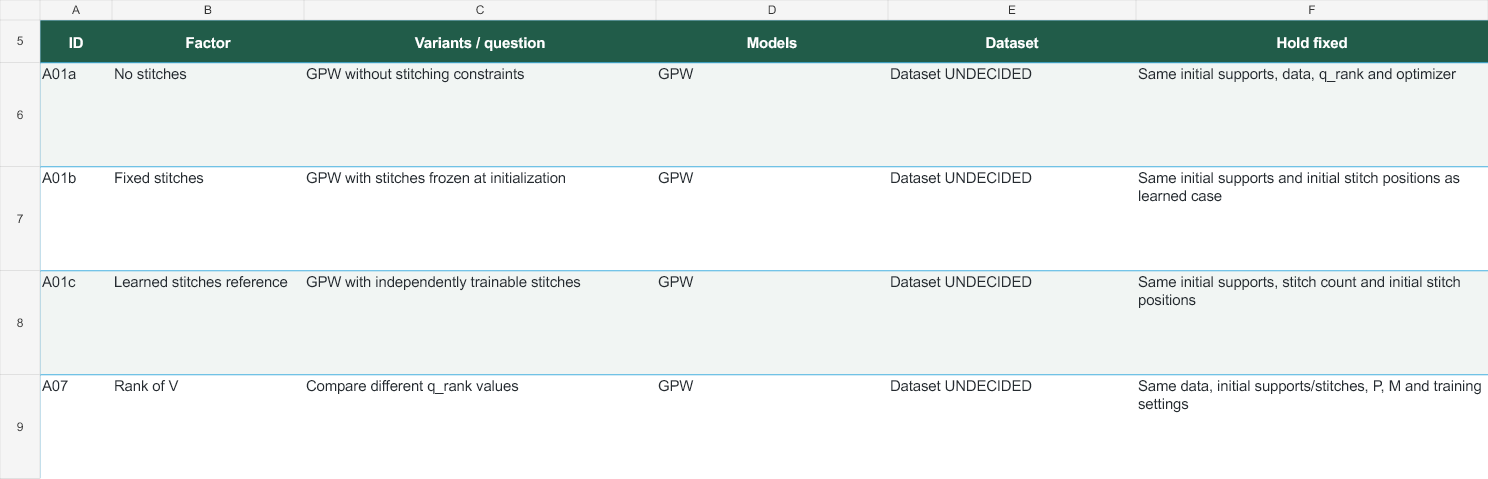 A B C D E F
5 ID Factor Variants / question Models Dataset Hold fixed
6 A01a No stitches GPW without stitching constraints GPW Dataset UNDECIDED Same initial supports, data, q_rank and optimizer
7 A01b Fixed stitches GPW with stitches frozen at initialization GPW Dataset UNDECIDED Same initial supports and initial stitch positions as
learned case
8 A01c Learned stitches reference GPW with independently trainable stitches GPW Dataset UNDECIDED Same initial supports, stitch count and initial stitch
positions
9 A07 Rank of V Compare different q_rank values GPW Dataset UNDECIDED Same data, initial supports/stitches, P, M and training
settings